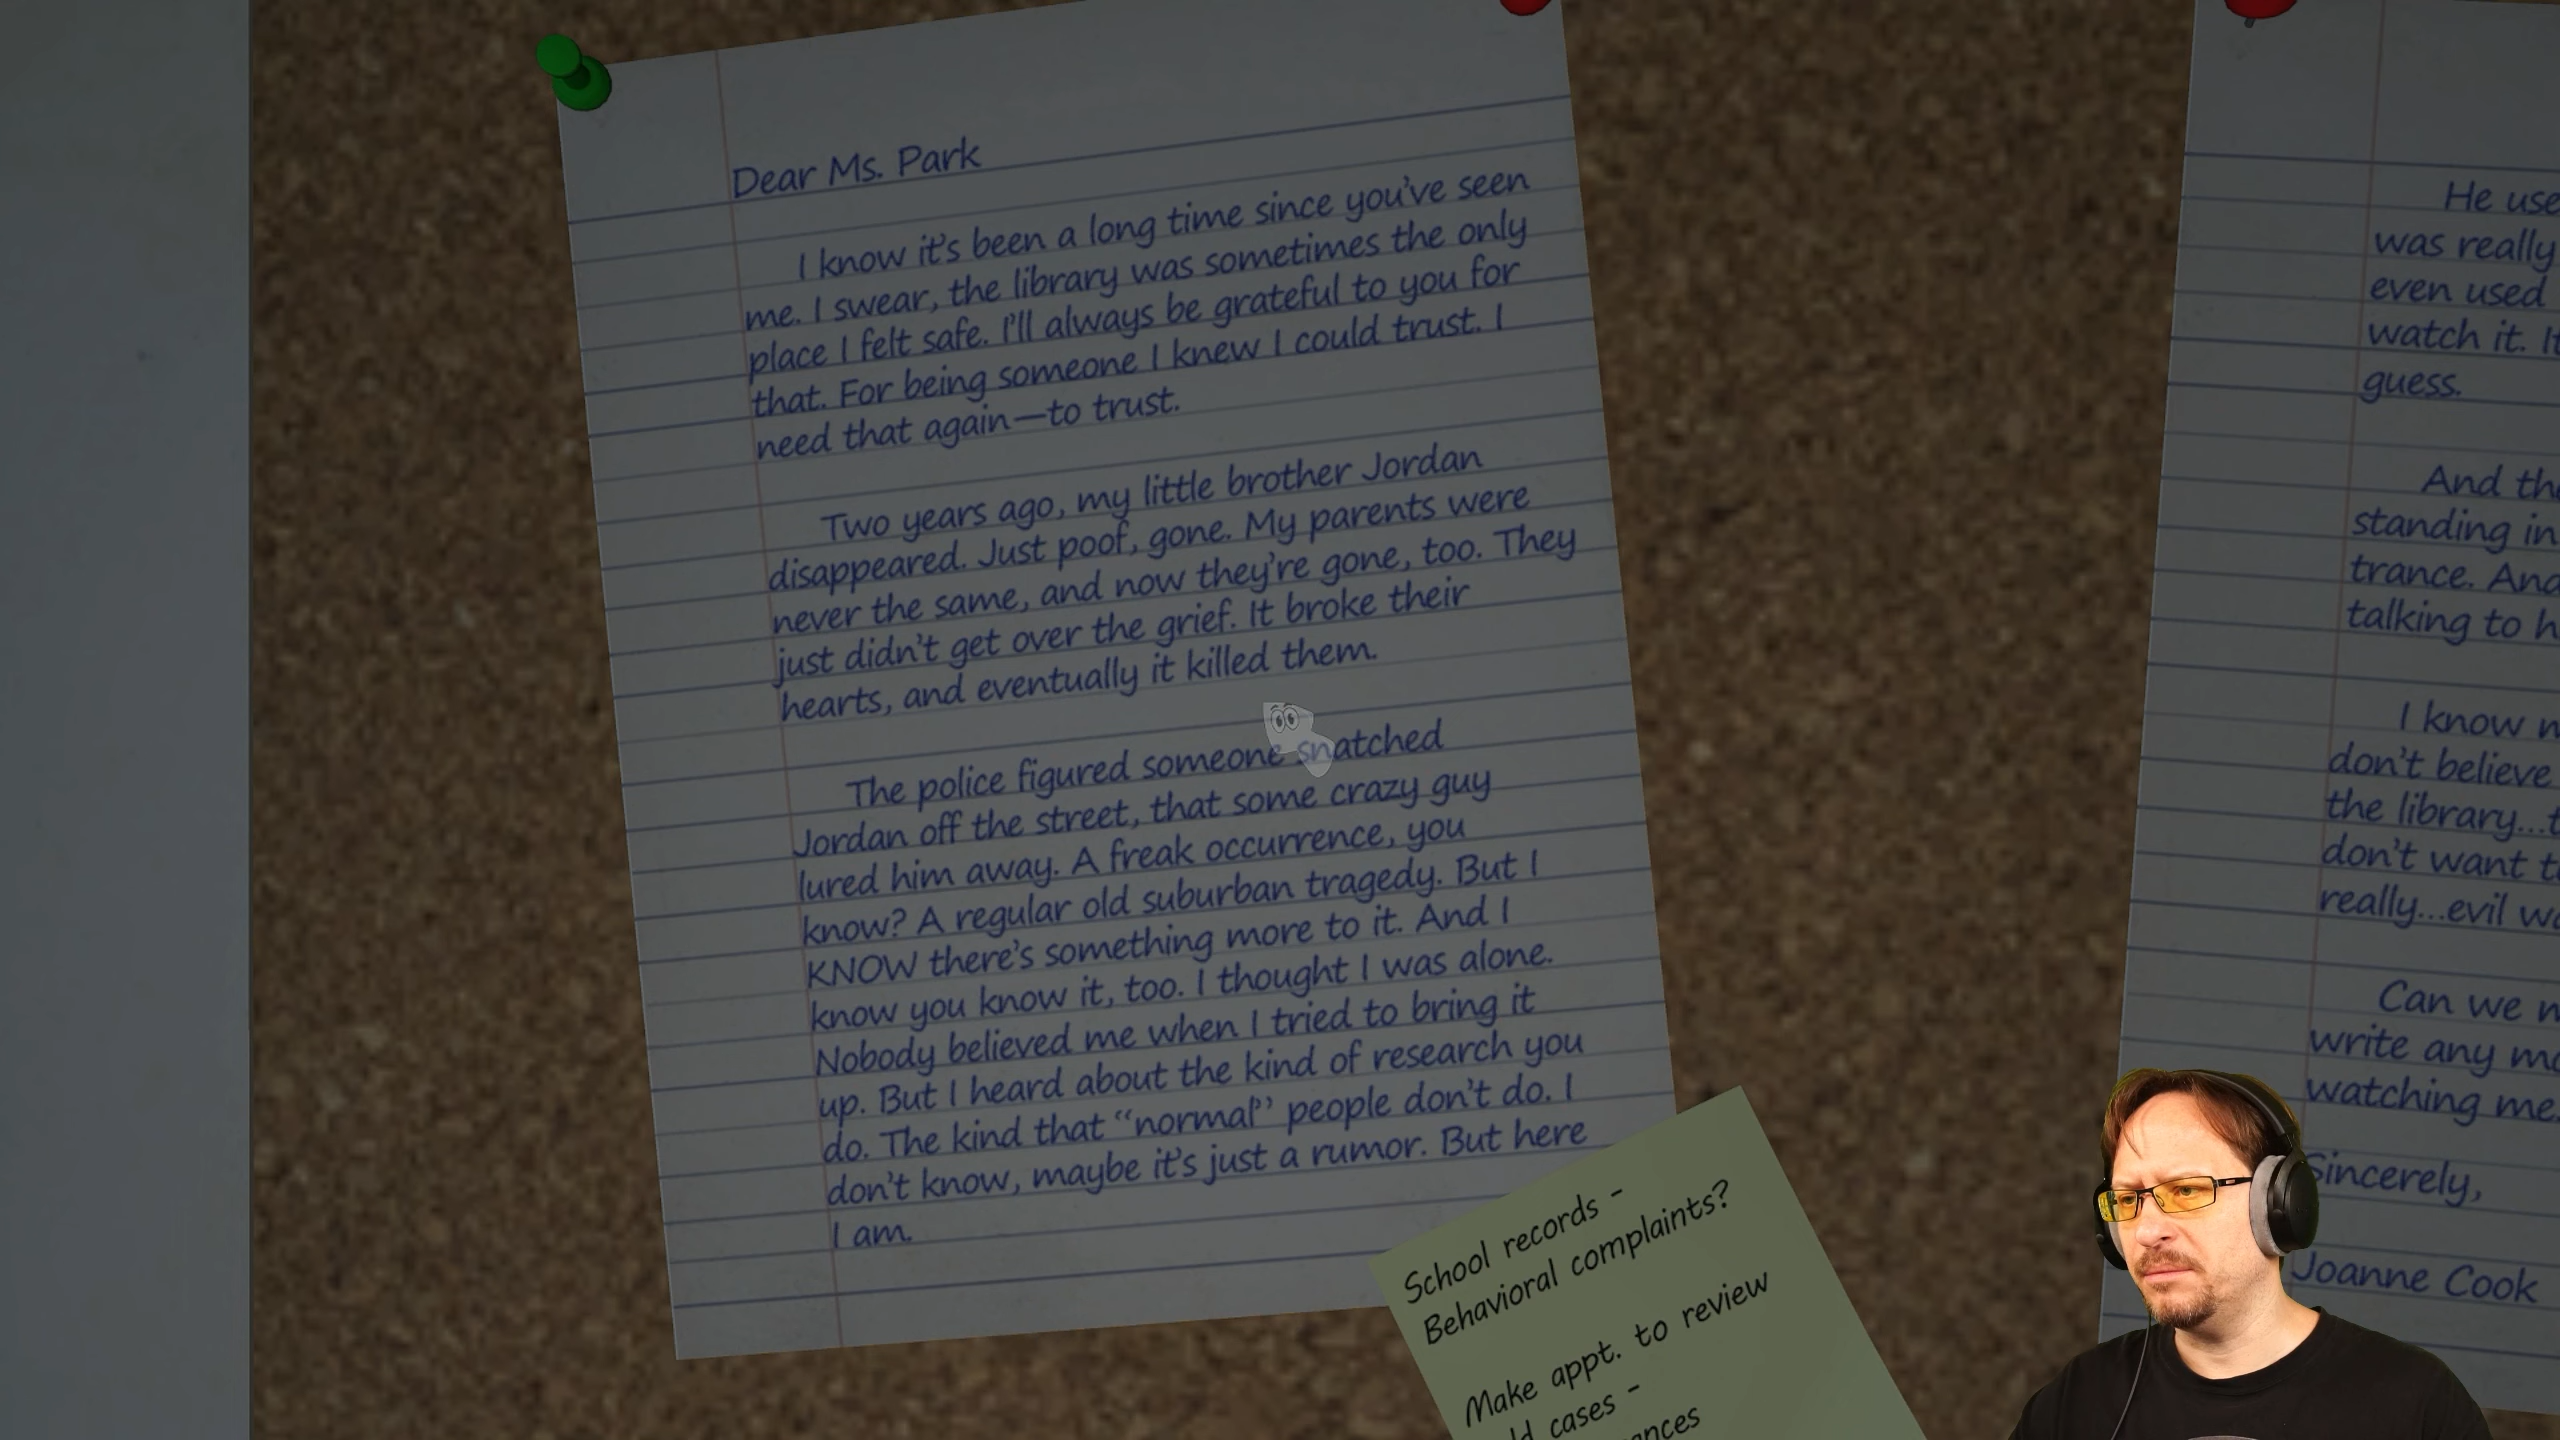 Dear Ms. Park
I know it's been a long time since you've seen
me. I swear, the library was sometimes the only
place I felt safe. I'll always be grateful to you for
that. For being someone I knew I could trust. I
need that again—to trust.
Two years ago, my little brother Jordan
disappeared. Just poof, gone. My parents were
never the same, and now they're gone, too. They
just didn't get over the grief. It broke their
hearts, and eventually it killed them.
The police figured someone snatched
Jordan off the street, that some crazy guy
lured him away. A freak occurrence, you
know? A regular old suburban tragedy. But I
KNOW there's something more to it. And I
know you know it, too. I thought I was alone.
Nobody believed me when I tried to bring it
up. But I heard about the kind of research you
do. The kind that “normal” people don't do. I
don't know, maybe it's just a rumor. But here
I am.
School records -
Behavioral complaints?
Make appt. to review
cases -
He use
was really
even used
watch it. It
guess.
And the
standing in
trance. And
talking to h
I know n
don't believe
the library...t
don't want t
really...evil wa
Can we n
write any mo
watching me.
Sincerely,
Joanne Cook